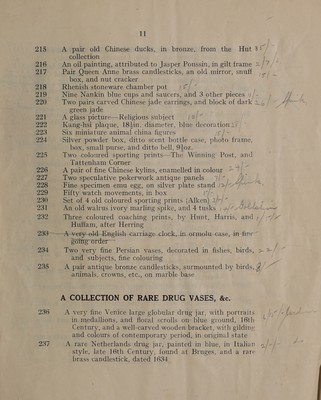 11
215 A pair old Chinese ducks, in bronze, from the Hut
collection
216 An oil painting, attributed to Jasper Poussin, in gilt frame
217 Pair Queen Anne brass candlesticks, an old mirror, snuff
box, and nut cracker
218 Rhenish stoneware chamber pot
219 Nine Nankin blue cups and saucers, and 3 other pieces
220 Two pairs carved Chinese jade earrings, and block of dark
green jade
221 A glass picture—Religious subject
222 Kang-hsi plaque, 18½in. diameter, blue decoration
223 Six miniature animal china figures
224 Silver powder box, ditto scent bottle case, photo frame,
box, small purse, and ditto bell, 9½oz.
225 Two coloured sporting prints—The Winning Post, and
Tattenham Corner
226 A pair of fine Chinese kylins, enamelled in colour
227 Two speculative pokerwork antique panels
228 Fine specimen emu egg, on silver plate stand
229 Fifty watch movements, in box
230 Set of 4 old coloured sporting prints (Alken)
231 An old walrus ivory marling spike, and 4 tusks
232 Three coloured coaching prints, by Hunt, Harris, and
Huffam, after Herring
233 A very old English carriage clock, in ormolu case, in fine
going order
234 Two very fine Persian vases, decorated in fishes, birds,
and subjects, fine colouring
235 A pair antique bronze candlesticks, surmounted by birds,
animals, crowns, etc., on marble base
A COLLECTION OF RARE DRUG VASES, &c.
236 A very fine Venice large globular drug jar, with portraits
in medallions, and floral scrolls on blue ground, 16th
Century, and a well-carved wooden bracket, with gilding
and colours of contemporary period, in original state
237 A rare Netherlands drug jar, painted in blue, in Italian
style, late 16th Century, found at Bruges, and a rare
brass candlestick, dated 1634